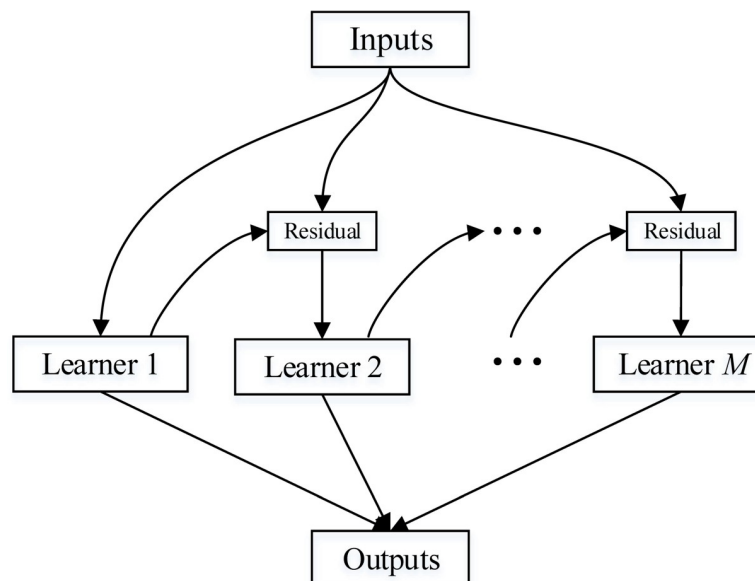 Inputs
Residual
• • •
Residual
Learner 1
Learner 2
• • •
Learner M
Outputs